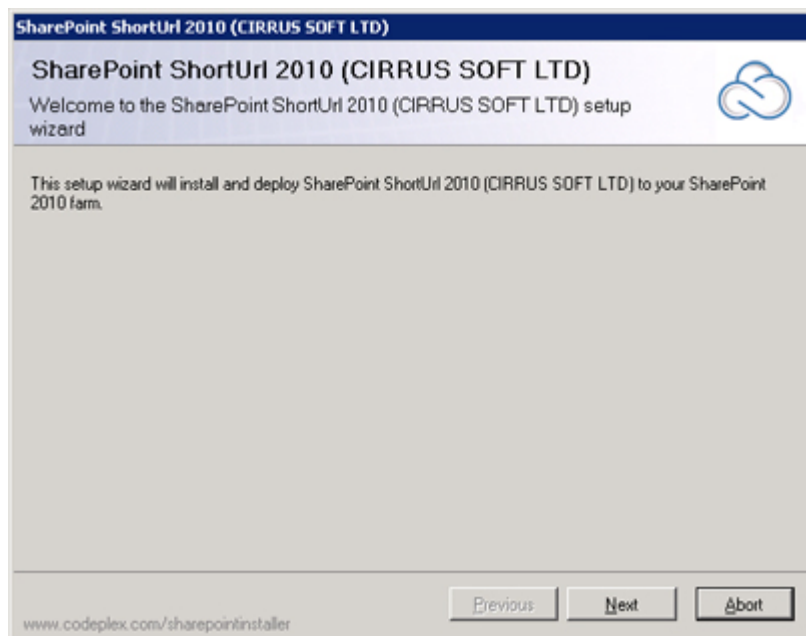 SharePoint ShortUrl 2010 (CIRRUS SOFT LTD)
SharePoint ShortUrl 2010 (CIRRUS SOFT LTD)
Welcome to the SharePoint ShortUrl 2010 (CIRRUS SOFT LTD) setup
wizard
This setup wizard will install and deploy SharePoint ShortUrl 2010 (CIRRUS SOFT LTD) to your SharePoint
2010 farm.
Previous Next Abort
www.codeplex.com/sharepointinstaller